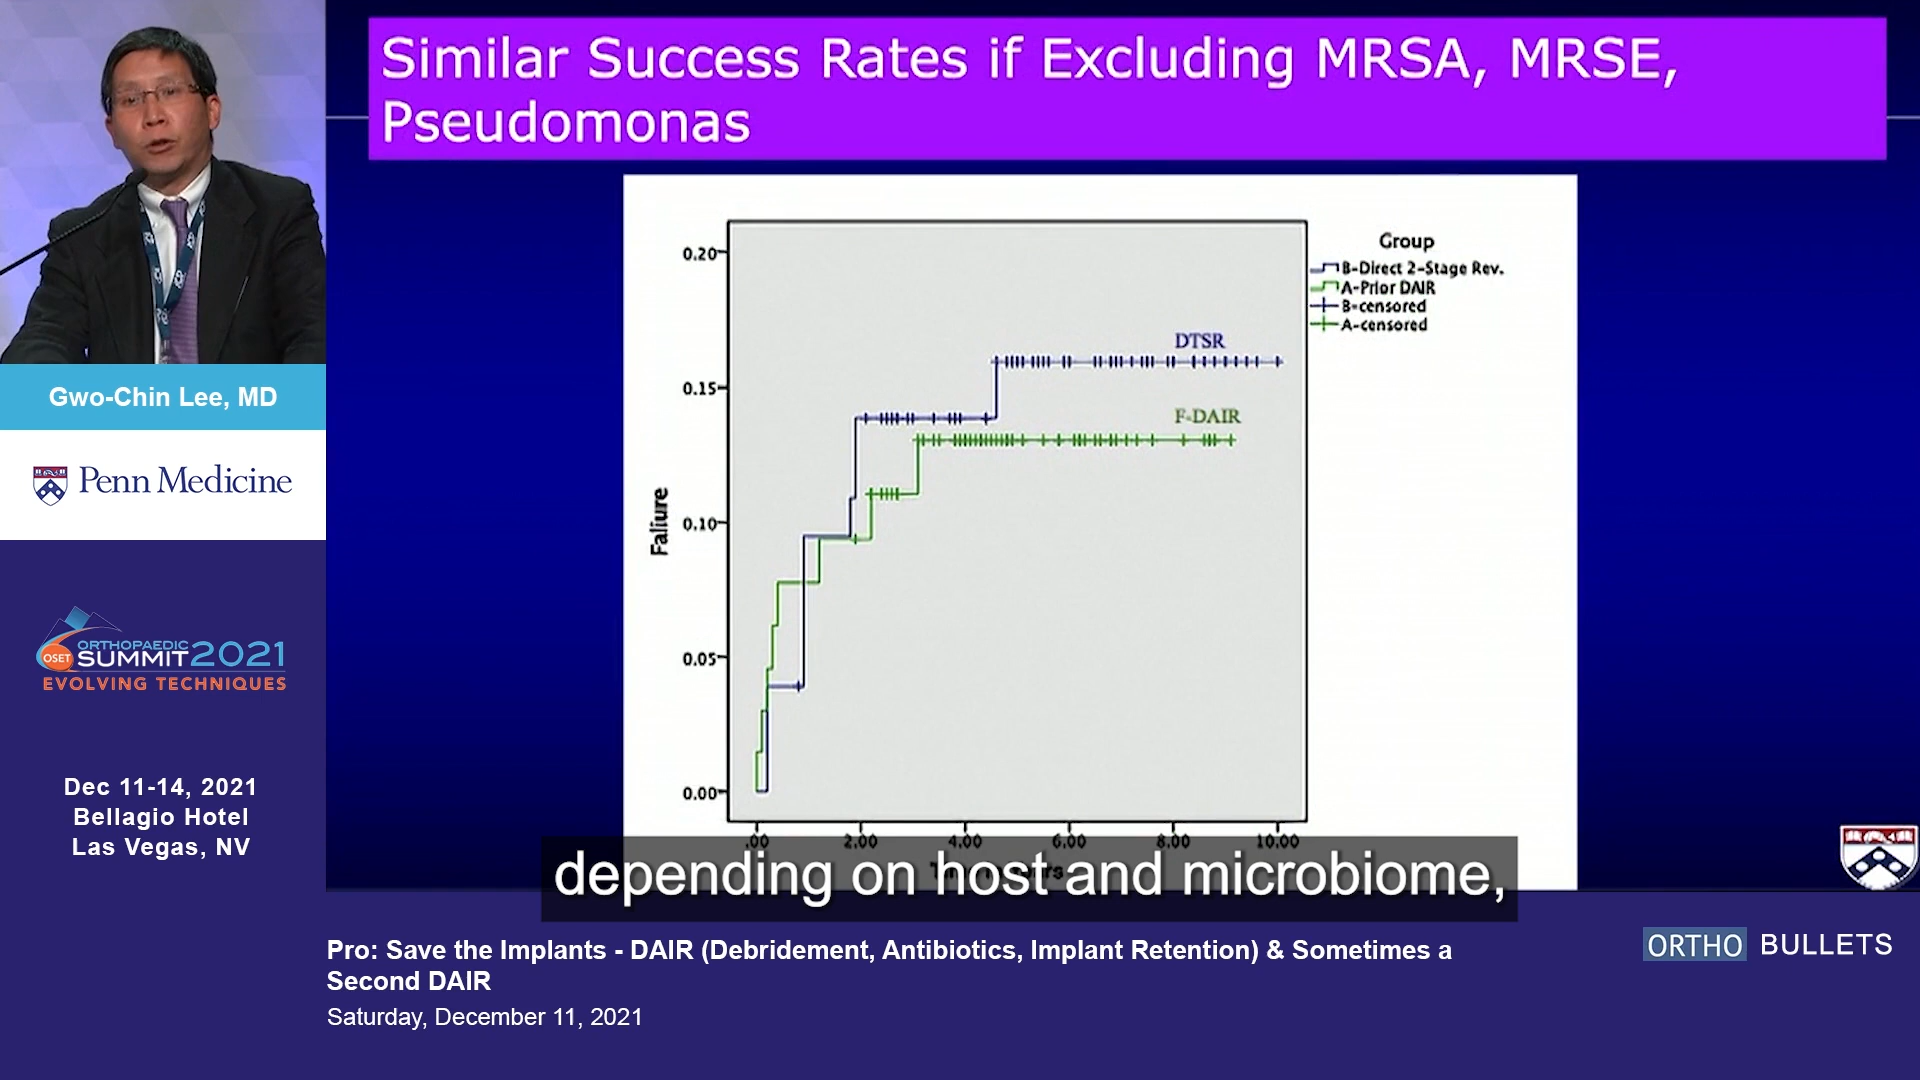 Similar Success Rates if Excluding MRSA, MRSE,
Pseudomonas
Group
B-Direct 2-Stage Rev.
A-Prior DAIR
B-censored
A-censored
0.20
0.15
0.10
0.05
0.00
Failure
DTSR
F-DAIR
.00 2.00 4.00 6.00 8.00 10.00
depending on host and microbiome,
Gwo-Chin Lee, MD
Penn Medicine
OSET
ORTHOPAEDIC
SUMMIT 2021
EVOLVING TECHNIQUES
Dec 11-14, 2021
Bellagio Hotel
Las Vegas, NV
Pro: Save the Implants - DAIR (Debridement, Antibiotics, Implant Retention) & Sometimes a
Second DAIR
Saturday, December 11, 2021
ORTHO BULLETS